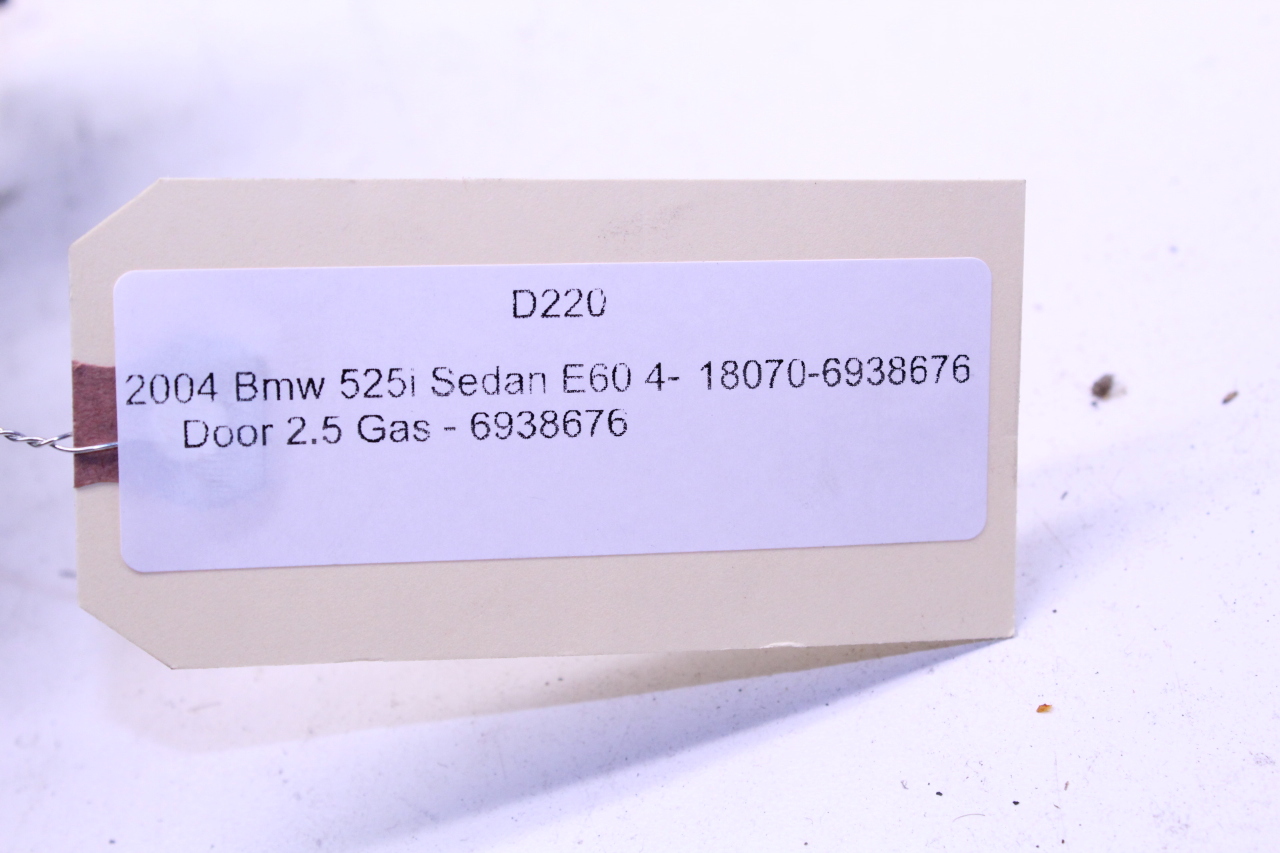 D220
2004 Bmw 525i Sedan E60 4- 18070-6938676
Door 2.5 Gas - 6938676